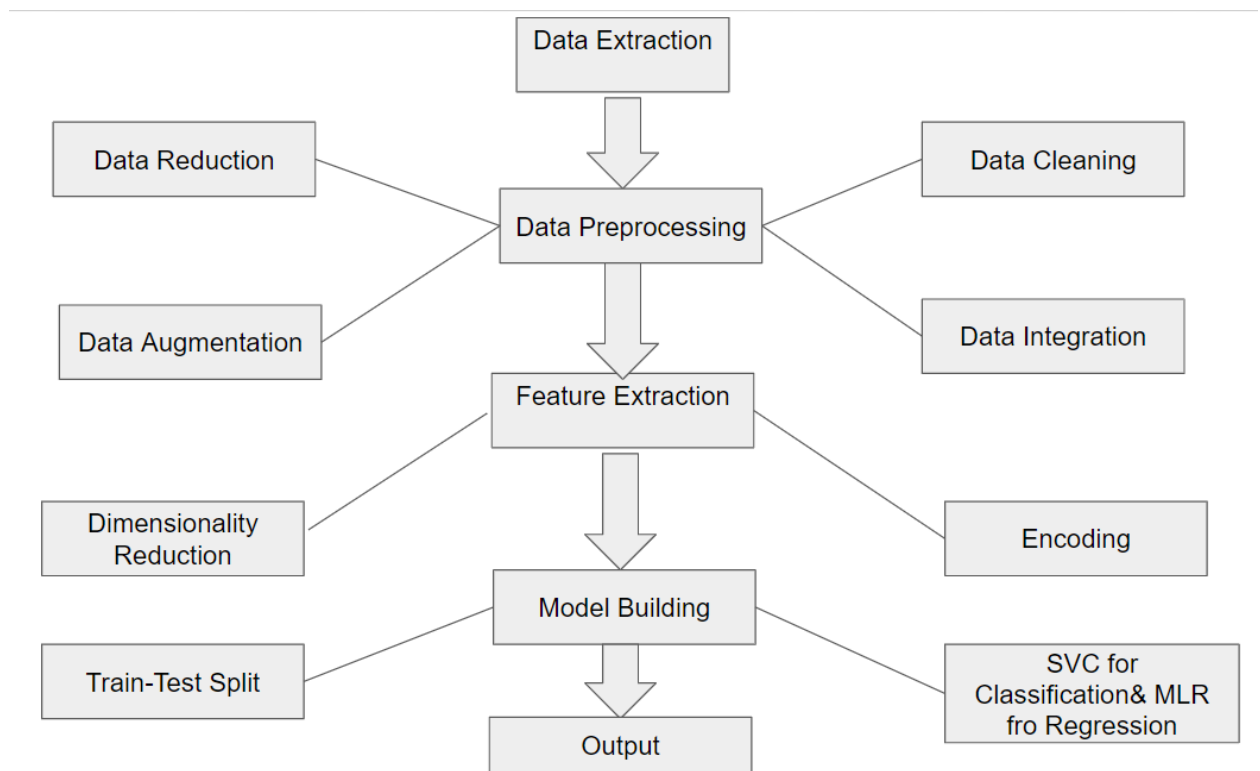 Data Extraction
Data Reduction
Data Cleaning
Data Preprocessing
Data Augmentation
Data Integration
Feature Extraction
Dimensionality
Reduction
Encoding
Model Building
Train-Test Split
SVC for
Classification& MLR
fro Regression
Output